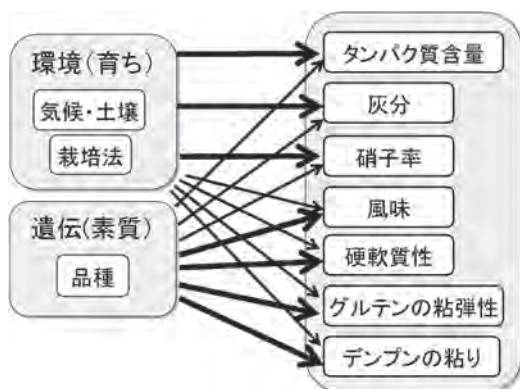 環境(育ち)
気候・土壌
栽培法
遺伝(素質)
品種
タンパク質含量
灰分
硝子率
風味
硬軟質性
グルテンの粘弾性
デンプンの粘り